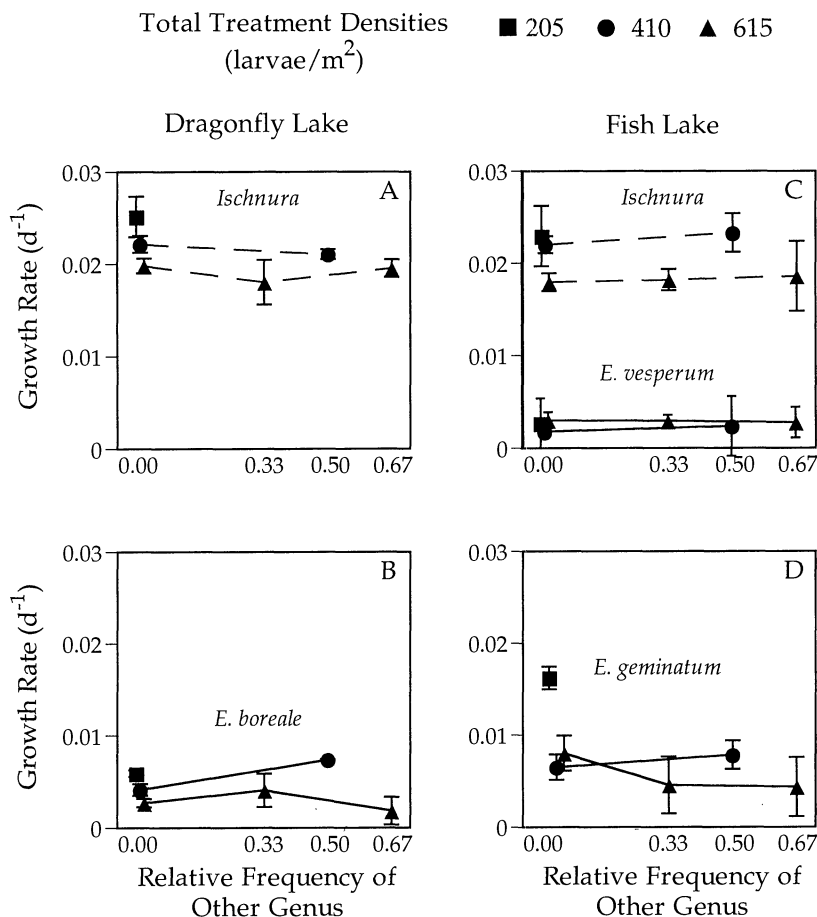 Total Treatment Densities
(larvae/m²)
■ 205 ● 410 ▲ 615
Dragonfly Lake
Fish Lake
Growth Rate (d⁻¹)
0.03
0.02
0.01
0
Ischnura
A
0.00 0.33 0.50 0.67
0.03
0.02
0.01
0
Ischnura
C
E. vesperum
0.00 0.33 0.50 0.67
Growth Rate (d⁻¹)
0.03
0.02
0.01
0
B
E. boreale
0.00 0.33 0.50 0.67
Relative Frequency of
Other Genus
0.03
0.02
0.01
0
D
E. geminatum
0.00 0.33 0.50 0.67
Relative Frequency of
Other Genus